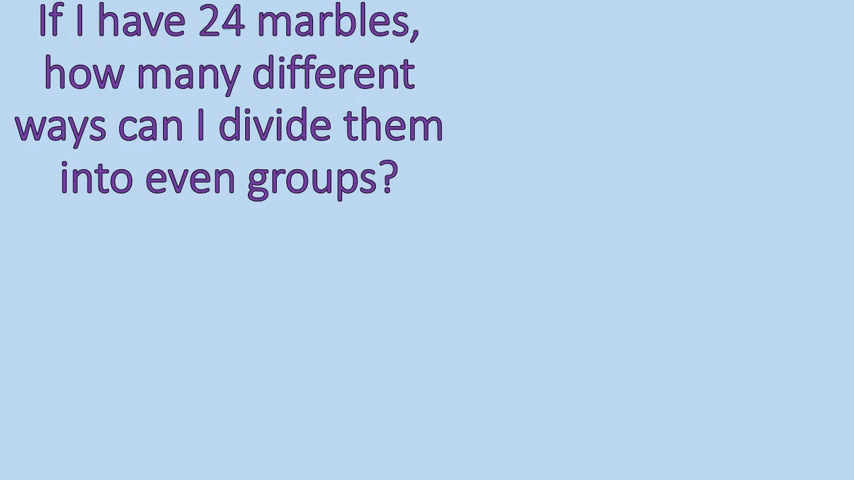 If I have 24 marbles,
how many different
ways can I divide them
into even groups?